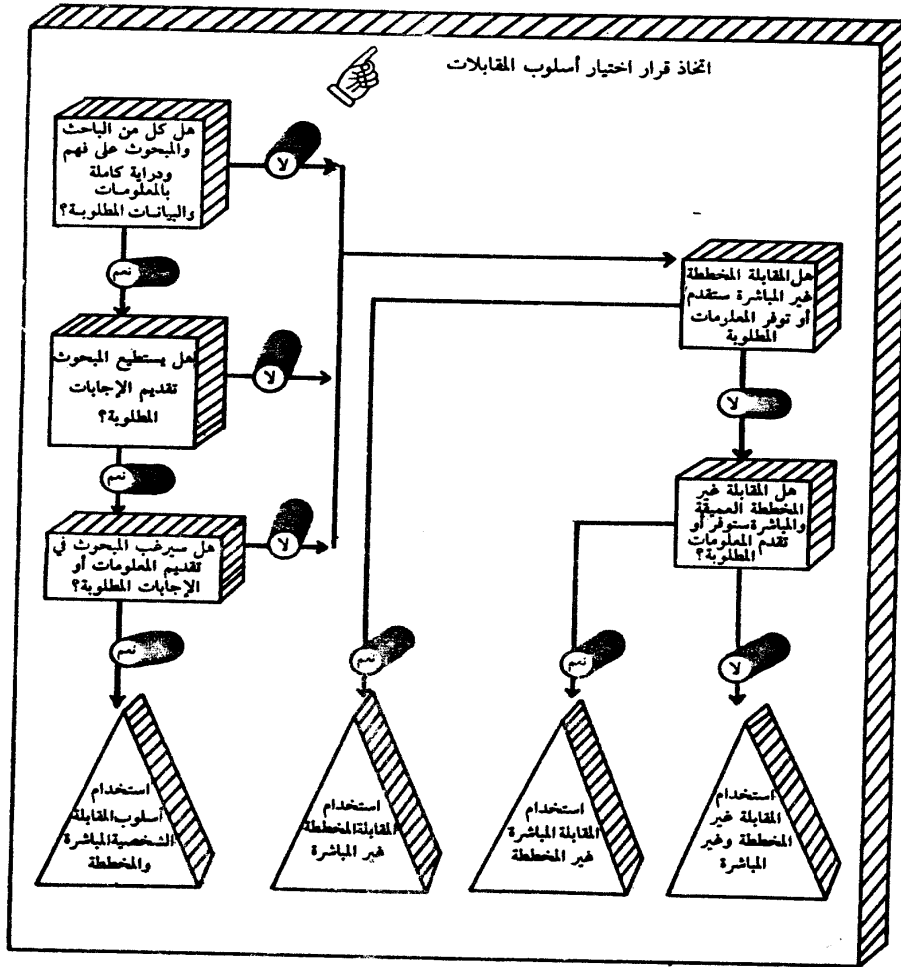 اتخاذ قرار اختيار أسلوب المقابلات
هل كل من الباحث
والمبحوث على فهم
ودراية كاملة
بالمعلومات
والبيانات المطلوبة؟
لا
نعم
هل يستطيع المبحوث
تقديم الإجابات
المطلوبة؟
لا
نعم
هل سيرغب المبحوث في
تقديم المعلومات أو
الإجابات المطلوبة؟
لا
نعم
هل المقابلة المخططة
غير المباشرة ستقدم
أو توفر المعلومات
المطلوبة
لا
هل المقابلة غير
المخططة العميقة
والمباشرة ستوفر أو
تقدم المعلومات
المطلوبة؟
نعم
نعم
لا
استخدام
أسلوب المقابلة
الشخصية المباشرة
والمخططة
استخدام
المقابلة المخططة
غير المباشرة
استخدام
المقابلة المباشرة
غير المخططة
استخدام
المقابلة غير
المخططة وغير
المباشرة